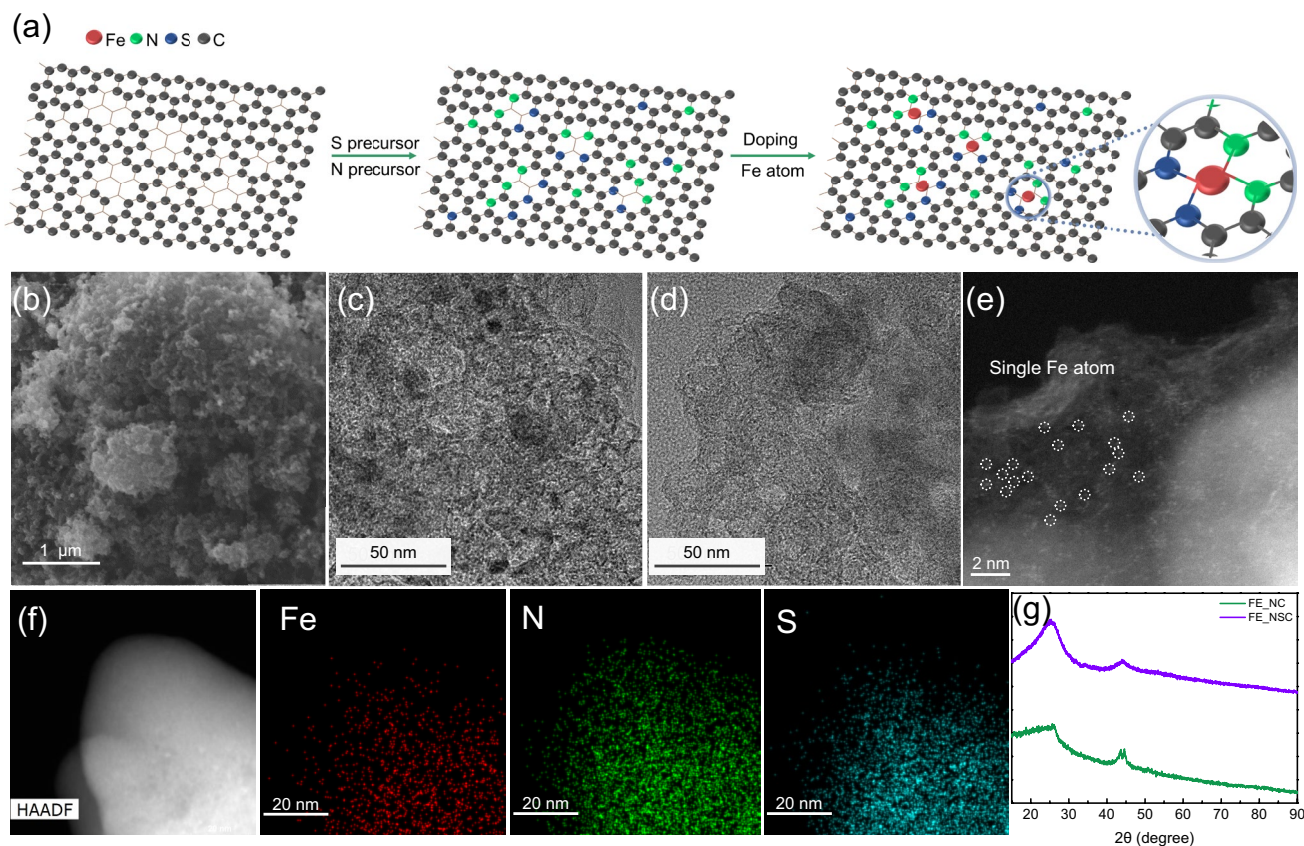 (a)
Fe N S C
S precursor
N precursor
Doping
Fe atom
(b)
1 μm
(c)
50 nm
(d)
50 nm
(e)
Single Fe atom
2 nm
(f)
HAADF
Fe
20 nm
N
20 nm
S
20 nm
(g)
FE_NC
FE_NSC
20 30 40 50 60 70 80 90
2θ (degree)